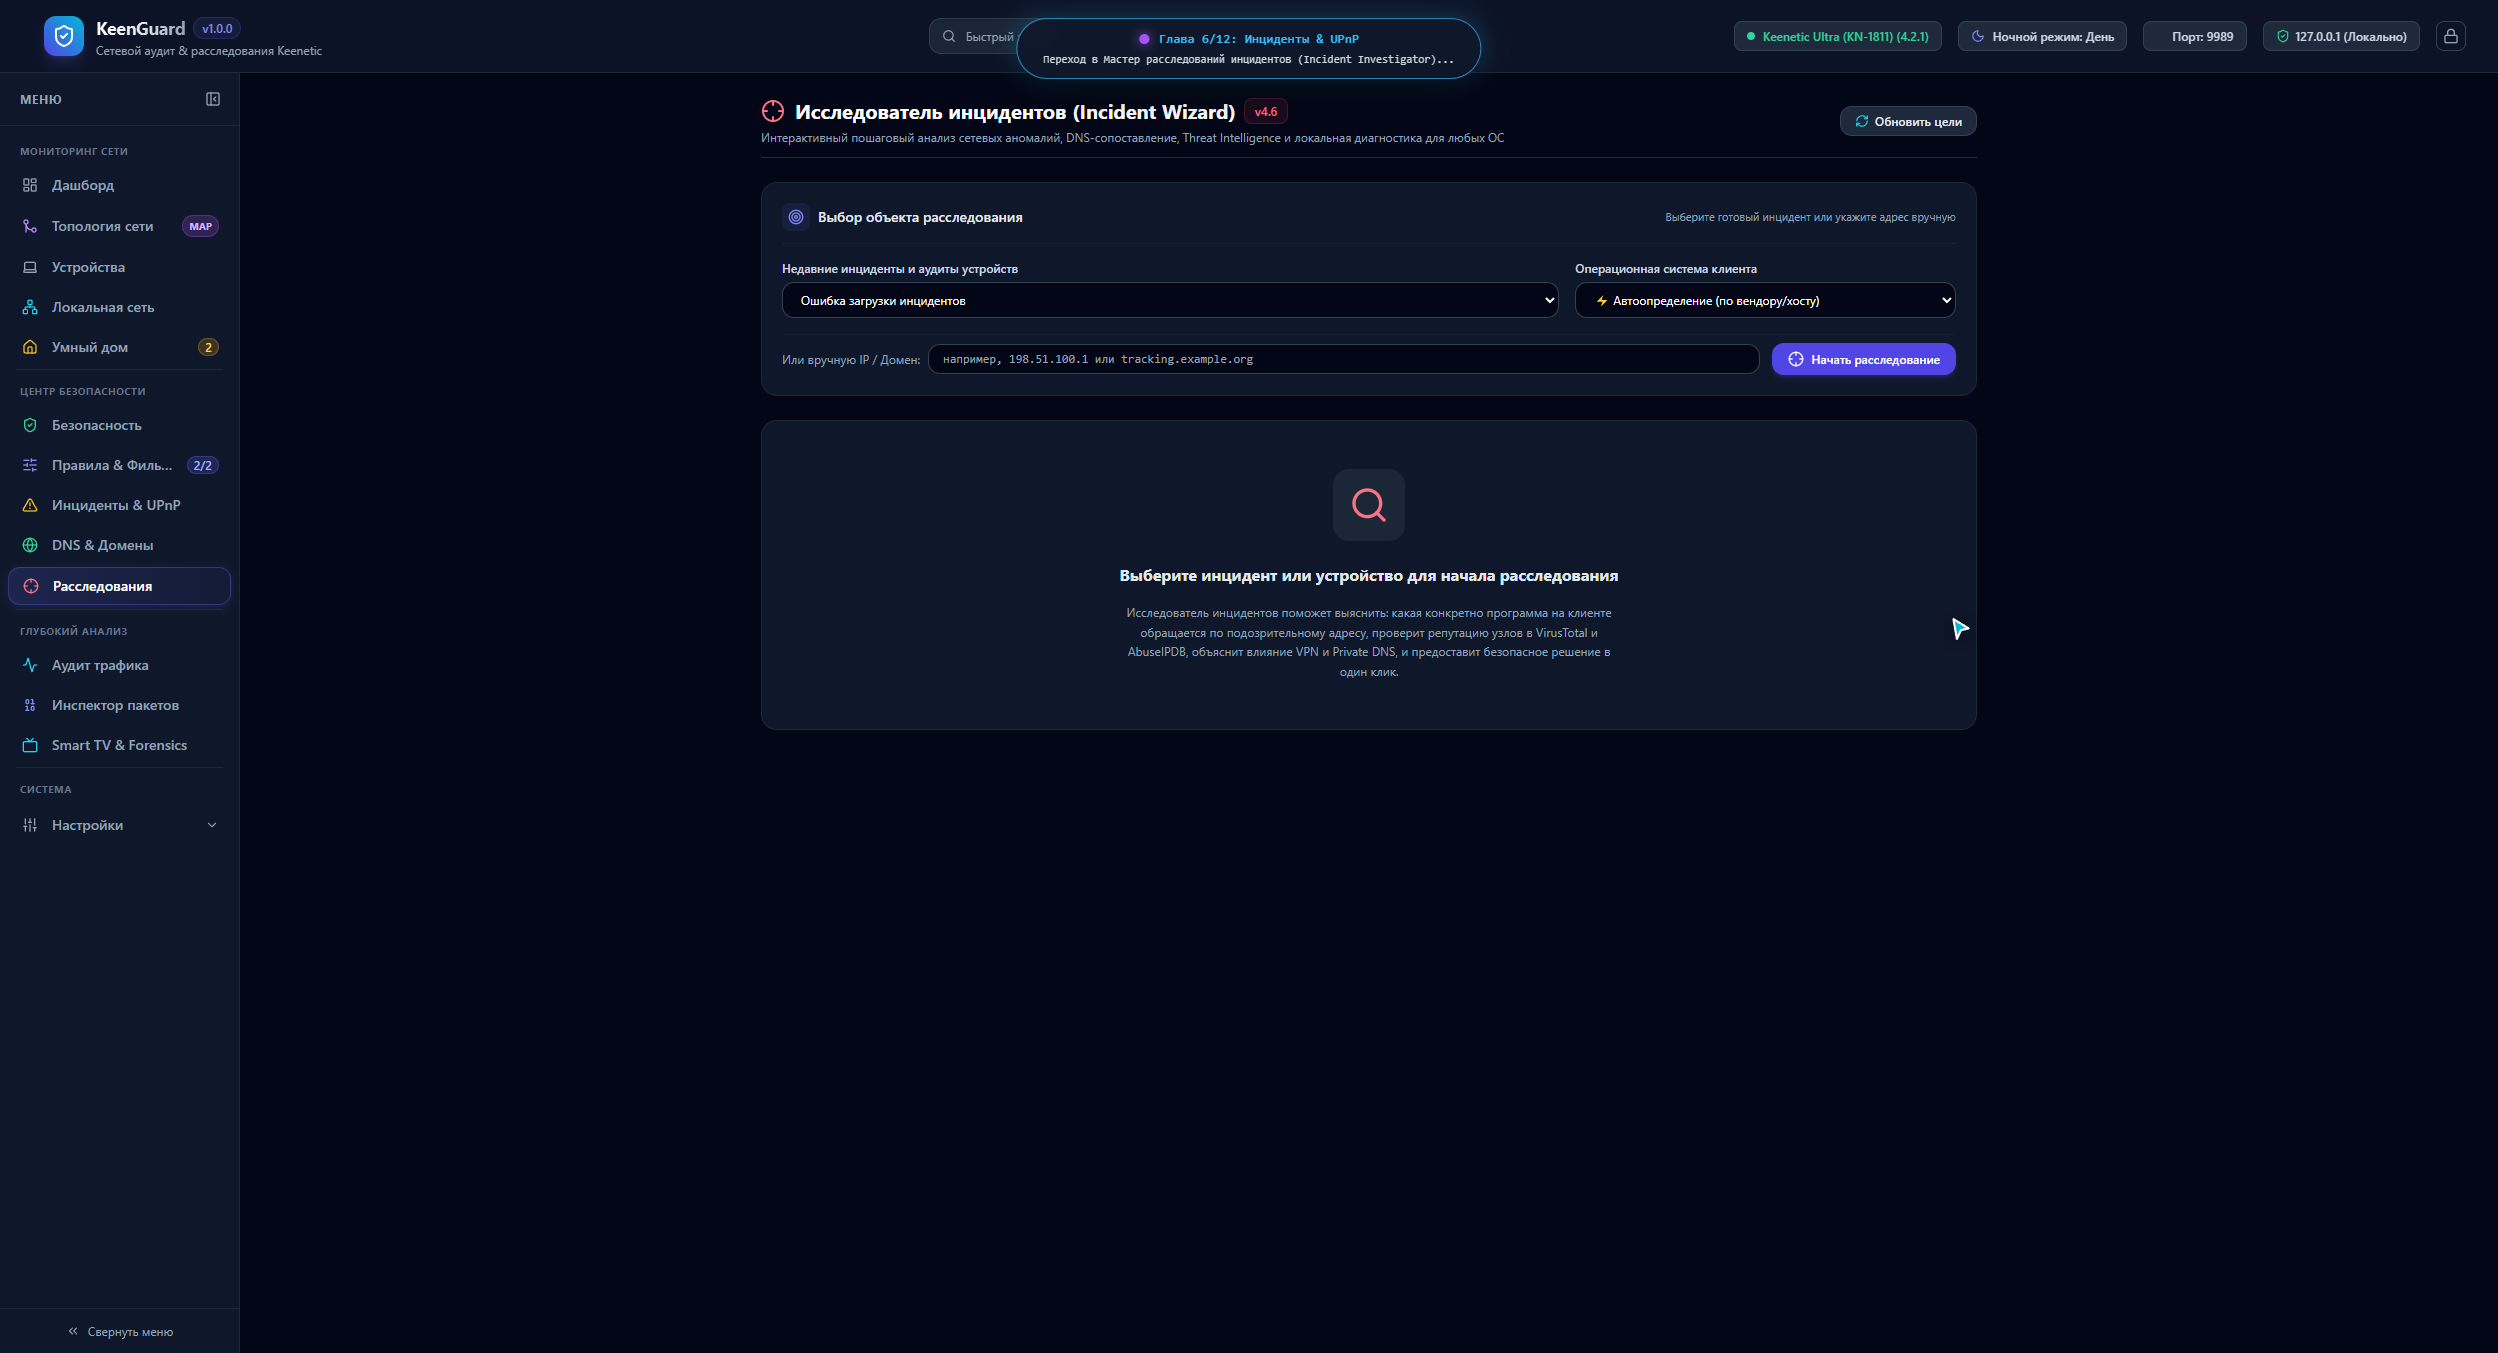 KeenGuard v1.0.0
Сетевой аудит & расследования Keenetic
Быстрый
Глава 6/12: Инциденты & UPnP
Переход в Мастер расследований инцидентов (Incident Investigator)...
Keenetic Ultra (KN-1811) (4.2.1)
Ночной режим: День
Порт: 9989
127.0.0.1 (Локально)
МЕНЮ
МОНИТОРИНГ СЕТИ
Дашборд
Топология сети MAP
Устройства
Локальная сеть
Умный дом 2
ЦЕНТР БЕЗОПАСНОСТИ
Безопасность
Правила & Филь... 2/2
Инциденты & UPnP
DNS & Домены
Расследования
ГЛУБОКИЙ АНАЛИЗ
Аудит трафика
Инспектор пакетов
Smart TV & Forensics
СИСТЕМА
Настройки
Свернуть меню
Исследователь инцидентов (Incident Wizard) v4.6
Интерактивный пошаговый анализ сетевых аномалий, DNS-сопоставление, Threat Intelligence и локальная диагностика для любых ОС
Обновить цели
Выбор объекта расследования
Выберите готовый инцидент или укажите адрес вручную
Недавние инциденты и аудиты устройств
Ошибка загрузки инцидентов
Операционная система клиента
Автоопределение (по вендору/хосту)
Или вручную IP / Домен:
например, 198.51.100.1 или tracking.example.org
Начать расследование
Выберите инцидент или устройство для начала расследования
Исследователь инцидентов поможет выяснить: какая конкретно программа на клиенте
обращается по подозрительному адресу, проверит репутацию узлов в VirusTotal и
AbuseIPDB, объяснит влияние VPN и Private DNS, и предоставит безопасное решение в
один клик.